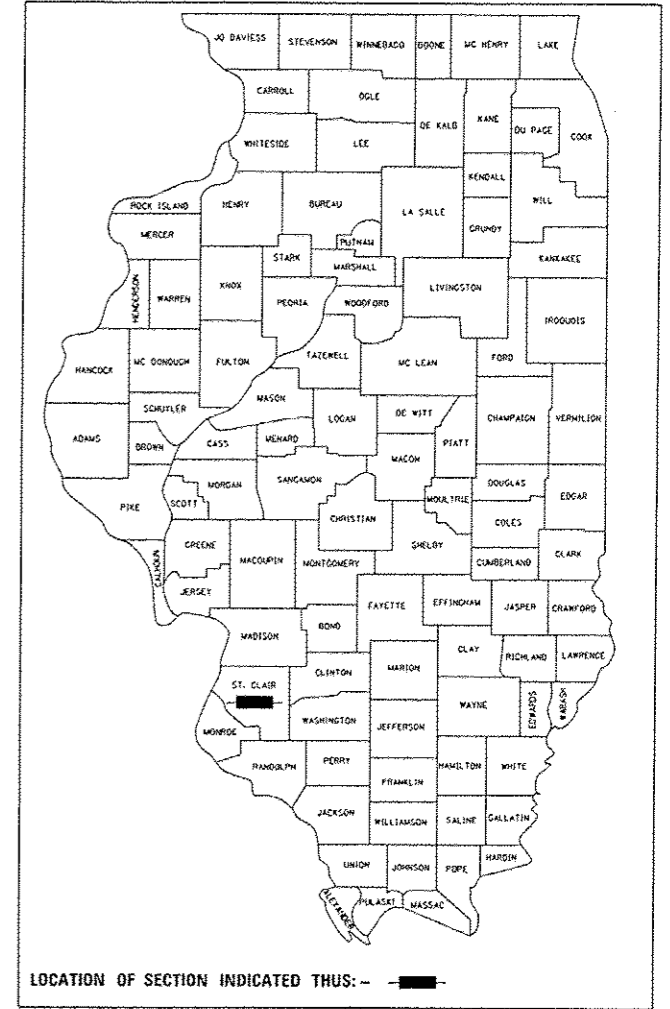 JO DAVIESS STEVENSON WINNEBAGO BOONE MC HENRY LAKE
CARROLL OGLE DE KALB KANE DU PAGE COOK
WHITESIDE LEE
KENDALL WILL
ROCK ISLAND HENRY BUREAU LA SALLE
GRUNDY
MERCER PUTNAM
STARK MARSHALL KANKAKEE
HENDERSON WARREN KNOX PEORIA WOODFORD LIVINGSTON IROQUOIS
HANCOCK MC DONOUGH FULTON TAZEWELL MC LEAN FORD
MASON
SCHUYLER LOGAN DE WITT CHAMPAIGN VERMILION
ADAMS BROWN CASS MENARD PIATT
MACON
MORGAN SANGAMON DOUGLAS
PIKE SCOTT CHRISTIAN MOULTRIE EDGAR
COLES
GREENE MACOUPIN MONTGOMERY SHELBY
CALHOUN CUMBERLAND CLARK
JERSEY FAYETTE EFFINGHAM JASPER CRAWFORD
MADISON BOND
CLAY RICHLAND LAWRENCE
CLINTON MARION
ST. CLAIR WAYNE EDWARDS WABASH
WASHINGTON JEFFERSON
MONROE
RANDOLPH PERRY HAMILTON WHITE
FRANKLIN
JACKSON WILLIAMSON SALINE GALLATIN
UNION JOHNSON POPE HARDIN
ALEXANDER PULASKI MASSAC
LOCATION OF SECTION INDICATED THUS: -